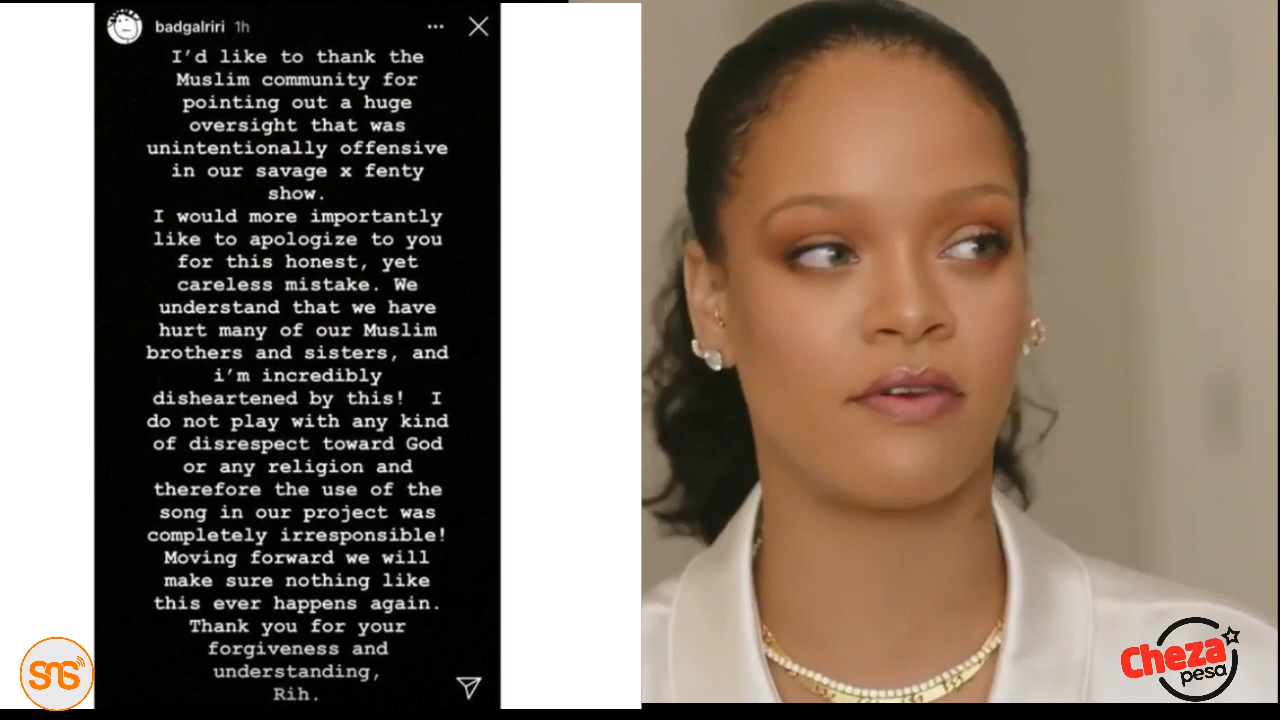 badgalriri 1h
I'd like to thank the
Muslim community for
pointing out a huge
oversight that was
unintentionally offensive
in our savage x fenty
show.
I would more importantly
like to apologize to you
for this honest, yet
careless mistake. We
understand that we have
hurt many of our Muslim
brothers and sisters, and
i'm incredibly
disheartened by this! I
do not play with any kind
of disrespect toward God
or any religion and
therefore the use of the
song in our project was
completely irresponsible!
Moving forward we will
make sure nothing like
this ever happens again.
Thank you for your
forgiveness and
understanding,
Rih.
SNS
Cheza
pesa